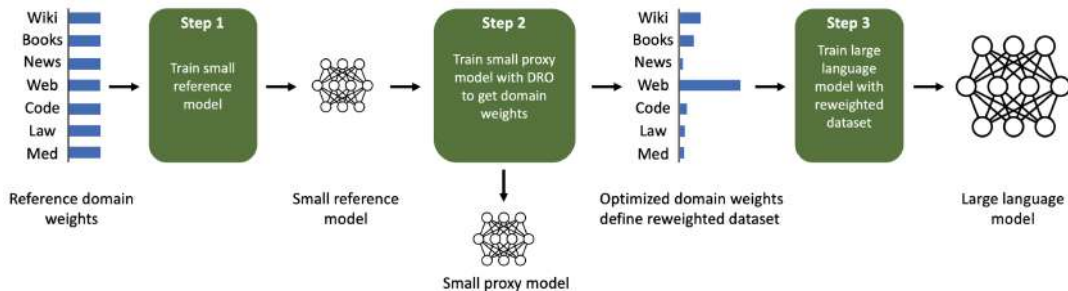 Wiki
Books
News
Web
Code
Law
Med
Reference domain
weights
Step 1
Train small
reference
model
Small reference
model
Step 2
Train small proxy
model with DRO
to get domain
weights
Small proxy model
Wiki
Books
News
Web
Code
Law
Med
Optimized domain weights
define reweighted dataset
Step 3
Train large
language
model with
reweighted
dataset
Large language
model